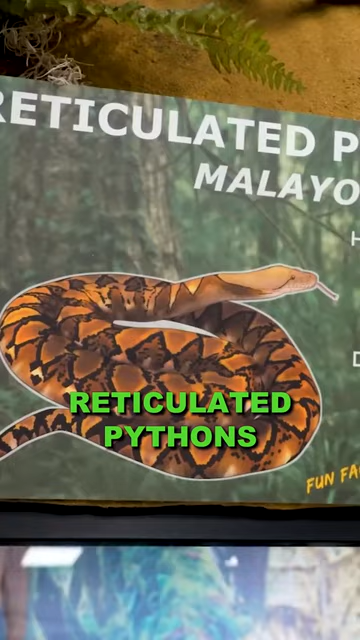 RETICULATED P
MALAYO
H
D
RETICULATED
PYTHONS
FUN FA